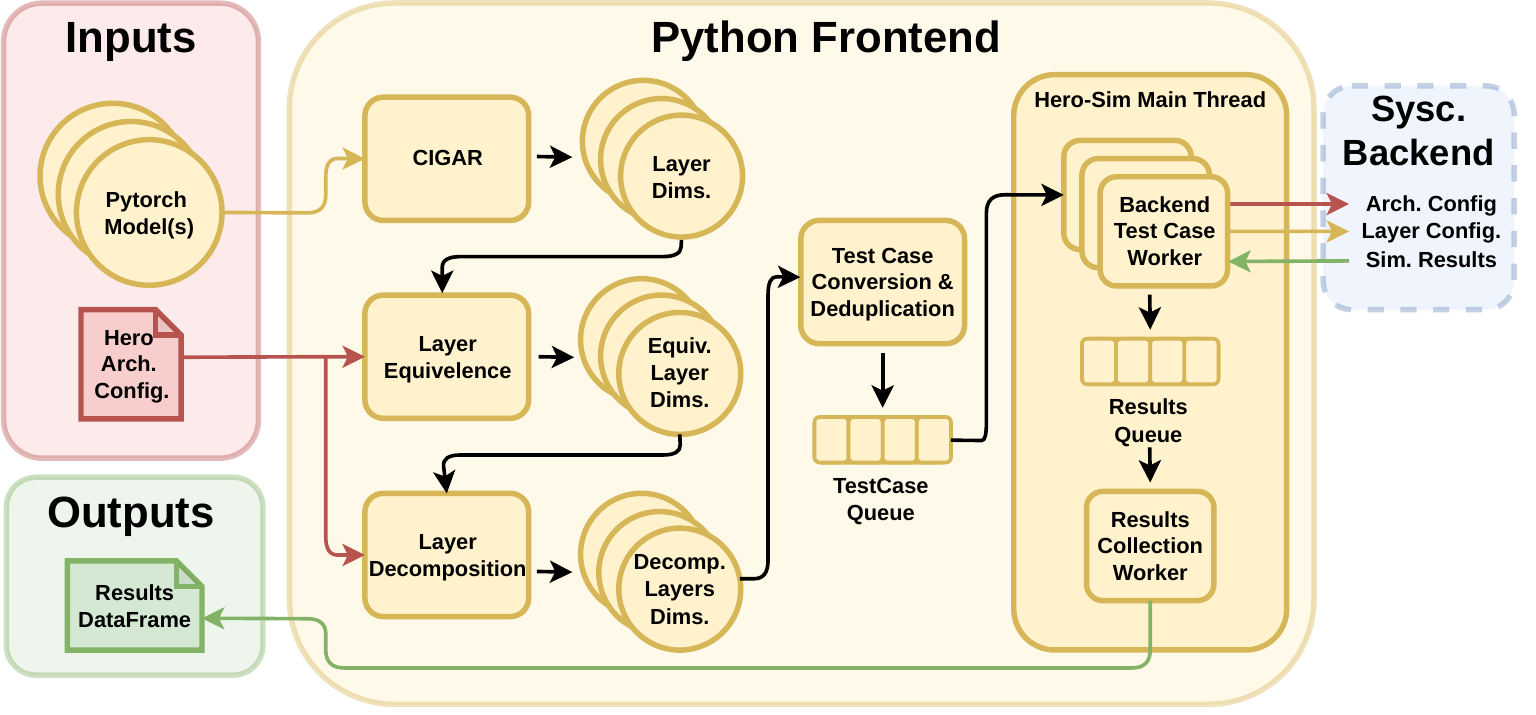 Inputs
Pytorch
Model(s)
Hero
Arch.
Config.
Outputs
Results
DataFrame
Python Frontend
CIGAR
Layer
Dims.
Layer
Equivelence
Equiv.
Layer
Dims.
Layer
Decomposition
Decomp.
Layers
Dims.
Test Case
Conversion &
Deduplication
TestCase
Queue
Hero-Sim Main Thread
Backend
Test Case
Worker
Results
Queue
Results
Collection
Worker
Sysc.
Backend
Arch. Config
Layer Config.
Sim. Results